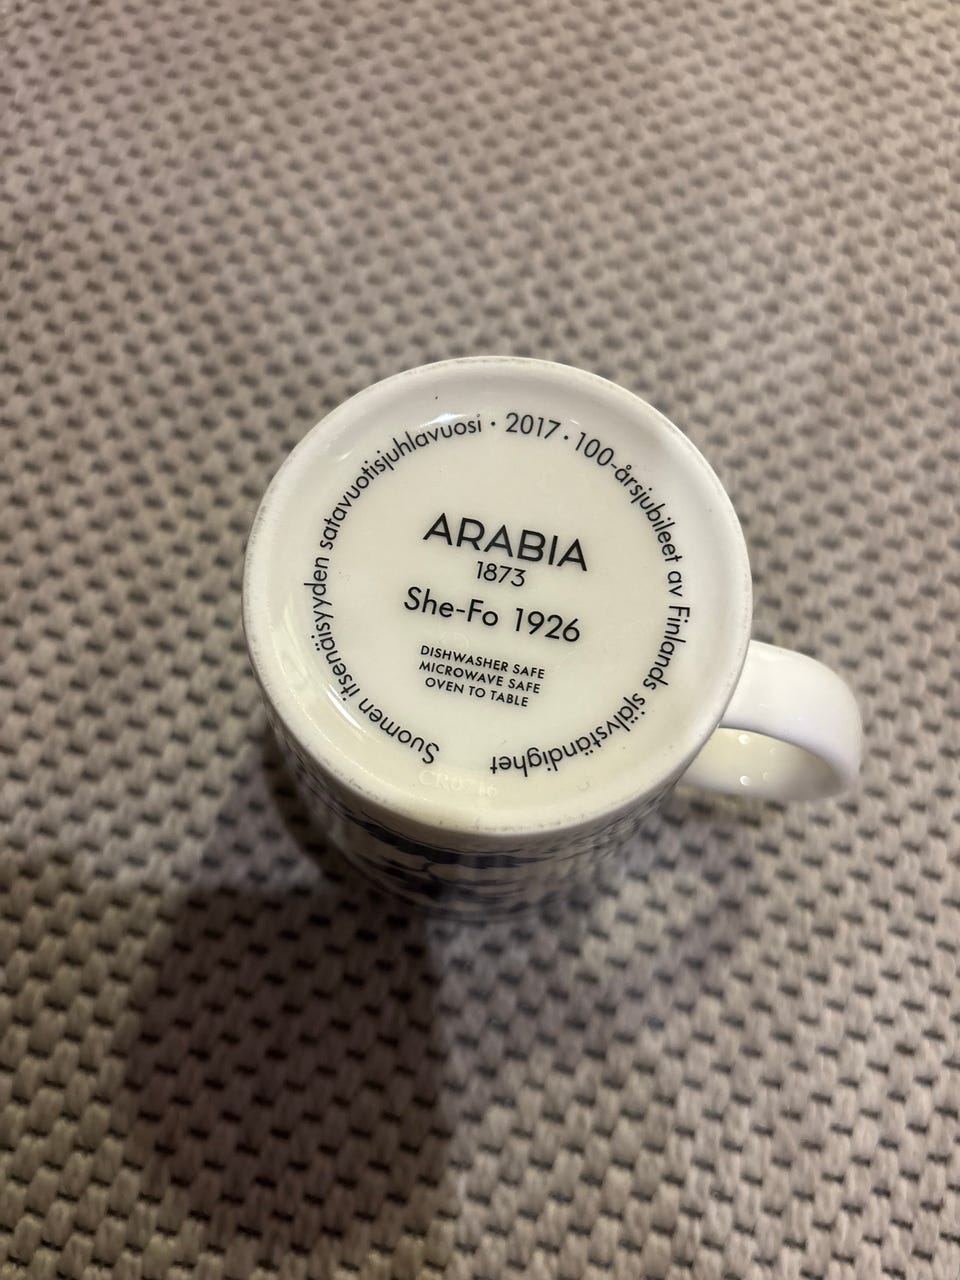 Suomen itsenäisyyden satavuotisjuhlavuosi · 2017 · 100-årsjubileet av Finlands självständighet
ARABIA
1873
She-Fo 1926
DISHWASHER SAFE
MICROWAVE SAFE
OVEN TO TABLE